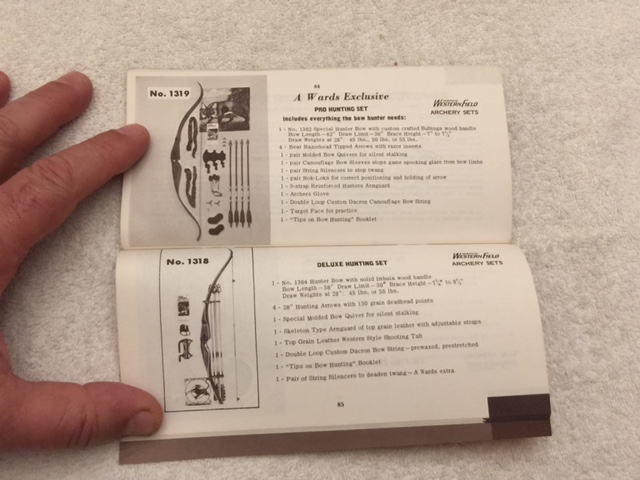 84
No. 1319
A Wards Exclusive
PRO HUNTING SET
Includes everything the bow hunter needs:
WESTERN FIELD
ARCHERY SETS
1 - No. 1362 Special Hunter Bow with custom crafted Bubinga wood handle
Bow Length—62" Draw Limit—30" Brace Height—7" to 7½"
Draw Weights at 28": 45 lbs., 50 lbs. or 55 lbs.
4 - Bear Razorhead Tipped Arrows with razor inserts
1 - pair Molded Bow Quivers for silent stalking
1 - pair Camouflage Bow Sleeves stops game spooking glare from bow limbs
1 - pair String Silencers to stop twang
1 - pair Nok-Loks for correct positioning and holding of arrow
1 - 3-strap Reinforced Hunters Armguard
1 - Archers Glove
1 - Double Loop Custom Dacron Camouflage Bow String
1 - Target Face for practice
1 - "Tips on Bow Hunting" Booklet
No. 1318
DELUXE HUNTING SET
WESTERN FIELD
ARCHERY SETS
1 - No. 1364 Hunter Bow with solid imbuia wood handle
Bow Length—58" Draw Limit—30" Brace Height
Draw Weights at 28": 45 lbs. or 50 lbs.
4 - 28" Hunting Arrows with 150 grain deadhead points
1 - Special Molded Bow Quiver for silent stalking
1 - Skeleton Type Armguard of top grain leather with adjustable straps
1 - Top Grain Leather Western Style Shooting Tab
1 - Double Loop Custom Dacron Bow String—prewaxed, prestretched
1 - "Tips on Bow Hunting" Booklet
1 - Pair of String Silencers to deaden twang—A Wards extra
85